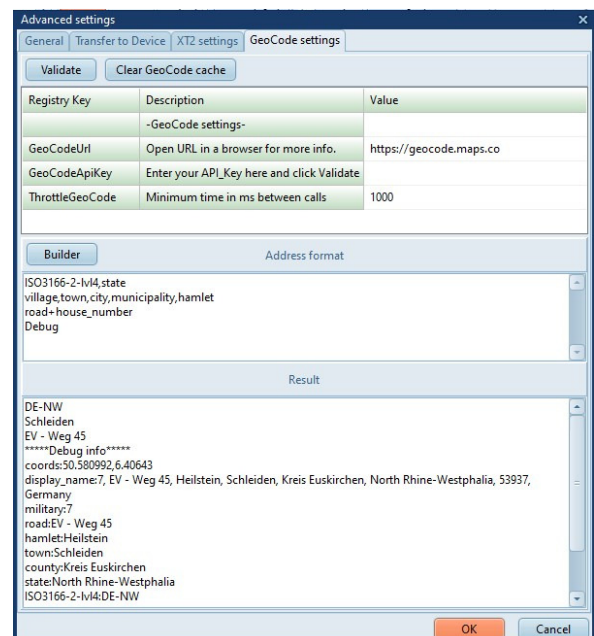 Advanced settings
General Transfer to Device XT2 settings GeoCode settings
Validate Clear GeoCode cache
Registry Key Description Value
-GeoCode settings-
GeoCodeUrl Open URL in a browser for more info. https://geocode.maps.co
GeoCodeApiKey Enter your API_Key here and click Validate
ThrottleGeoCode Minimum time in ms between calls 1000
Builder Address format
ISO3166-2-lvl4,state
village,town,city,municipality,hamlet
road+house_number
Debug
Result
DE-NW
Schleiden
EV - Weg 45
*****Debug info*****
coords:50.580992,6.40643
display_name:7, EV - Weg 45, Heilstein, Schleiden, Kreis Euskirchen, North Rhine-Westphalia, 53937,
Germany
military:7
road:EV - Weg 45
hamlet:Heilstein
town:Schleiden
county:Kreis Euskirchen
state:North Rhine-Westphalia
ISO3166-2-lvl4:DE-NW
OK Cancel